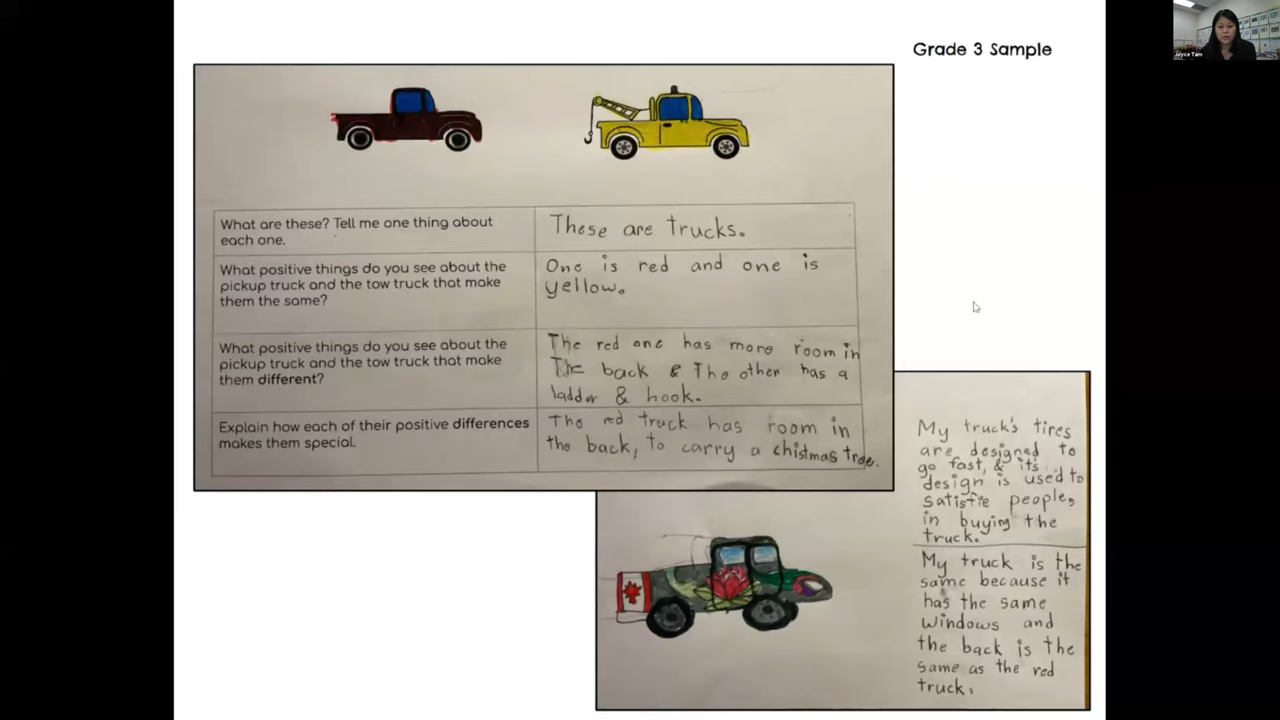 Grade 3 Sample
Joyce Tam
What are these? Tell me one thing about
each one.
These are trucks.
What positive things do you see about the
pickup truck and the tow truck that make
them the same?
One is red and one is
yellow.
What positive things do you see about the
pickup truck and the tow truck that make
them different?
The red one has more room in
The back & The other has a
ladder & hook.
Explain how each of their positive differences
makes them special.
The red truck has room in
the back, to carry a chistmas tree.
My truck's tires
are designed to
go fast, & its
design is used to
satisfie people,
in buying the
truck.
My truck is the
same because it
has the same
windows and
the back is the
same as the red
truck.